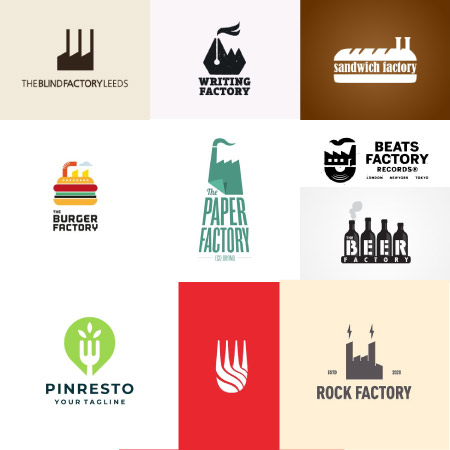 THEBLINDFACTORYLEEDS
WRITING
FACTORY
sandwich factory
THE
BURGER
FACTORY
The
PAPER
FACTORY
BEATS
FACTORY
RECORDS®
LONDON NEWYORK TOKYO
THE
BEER
FACTORY
PINRESTO
YOUR TAGLINE
ESTD 2020
ROCK FACTORY